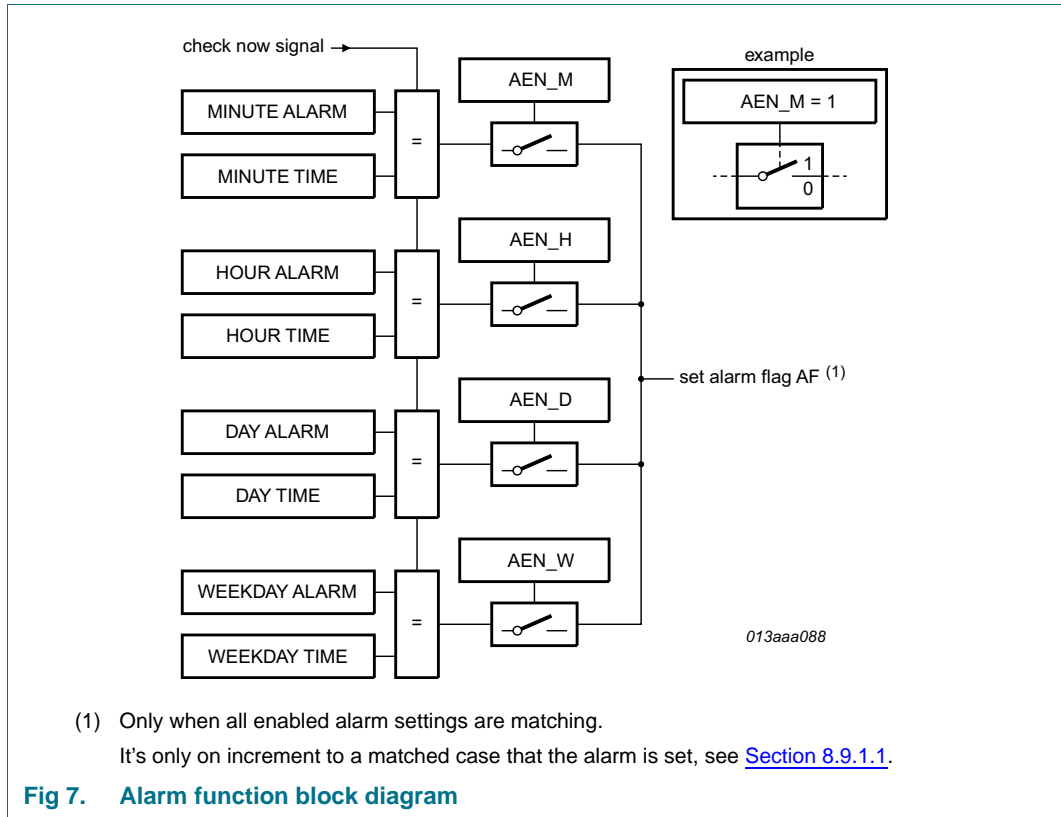 check now signal
example
AEN_M
AEN_M = 1
MINUTE ALARM
=
1
0
MINUTE TIME
AEN_H
HOUR ALARM
=
HOUR TIME
set alarm flag AF (1)
AEN_D
DAY ALARM
=
DAY TIME
AEN_W
WEEKDAY ALARM
=
WEEKDAY TIME
013aaa088
(1) Only when all enabled alarm settings are matching.
It's only on increment to a matched case that the alarm is set, see Section 8.9.1.1.
Fig 7. Alarm function block diagram